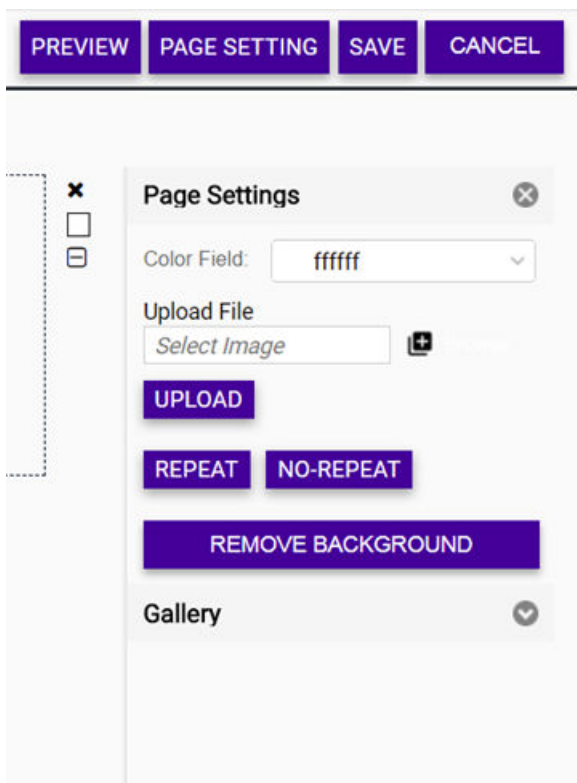 PREVIEW PAGE SETTING SAVE CANCEL
Page Settings
Color Field: ffffff
Upload File
Select Image
UPLOAD
REPEAT NO-REPEAT
REMOVE BACKGROUND
Gallery